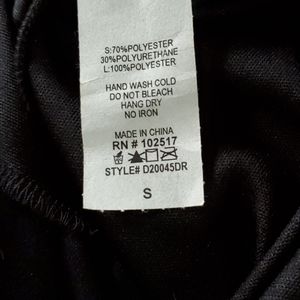 S:70%POLYESTER
30%POLYURETHANE
L:100%POLYESTER
HAND WASH COLD
DO NOT BLEACH
HANG DRY
NO IRON
MADE IN CHINA
RN # 102517
STYLE# D20045DR
S